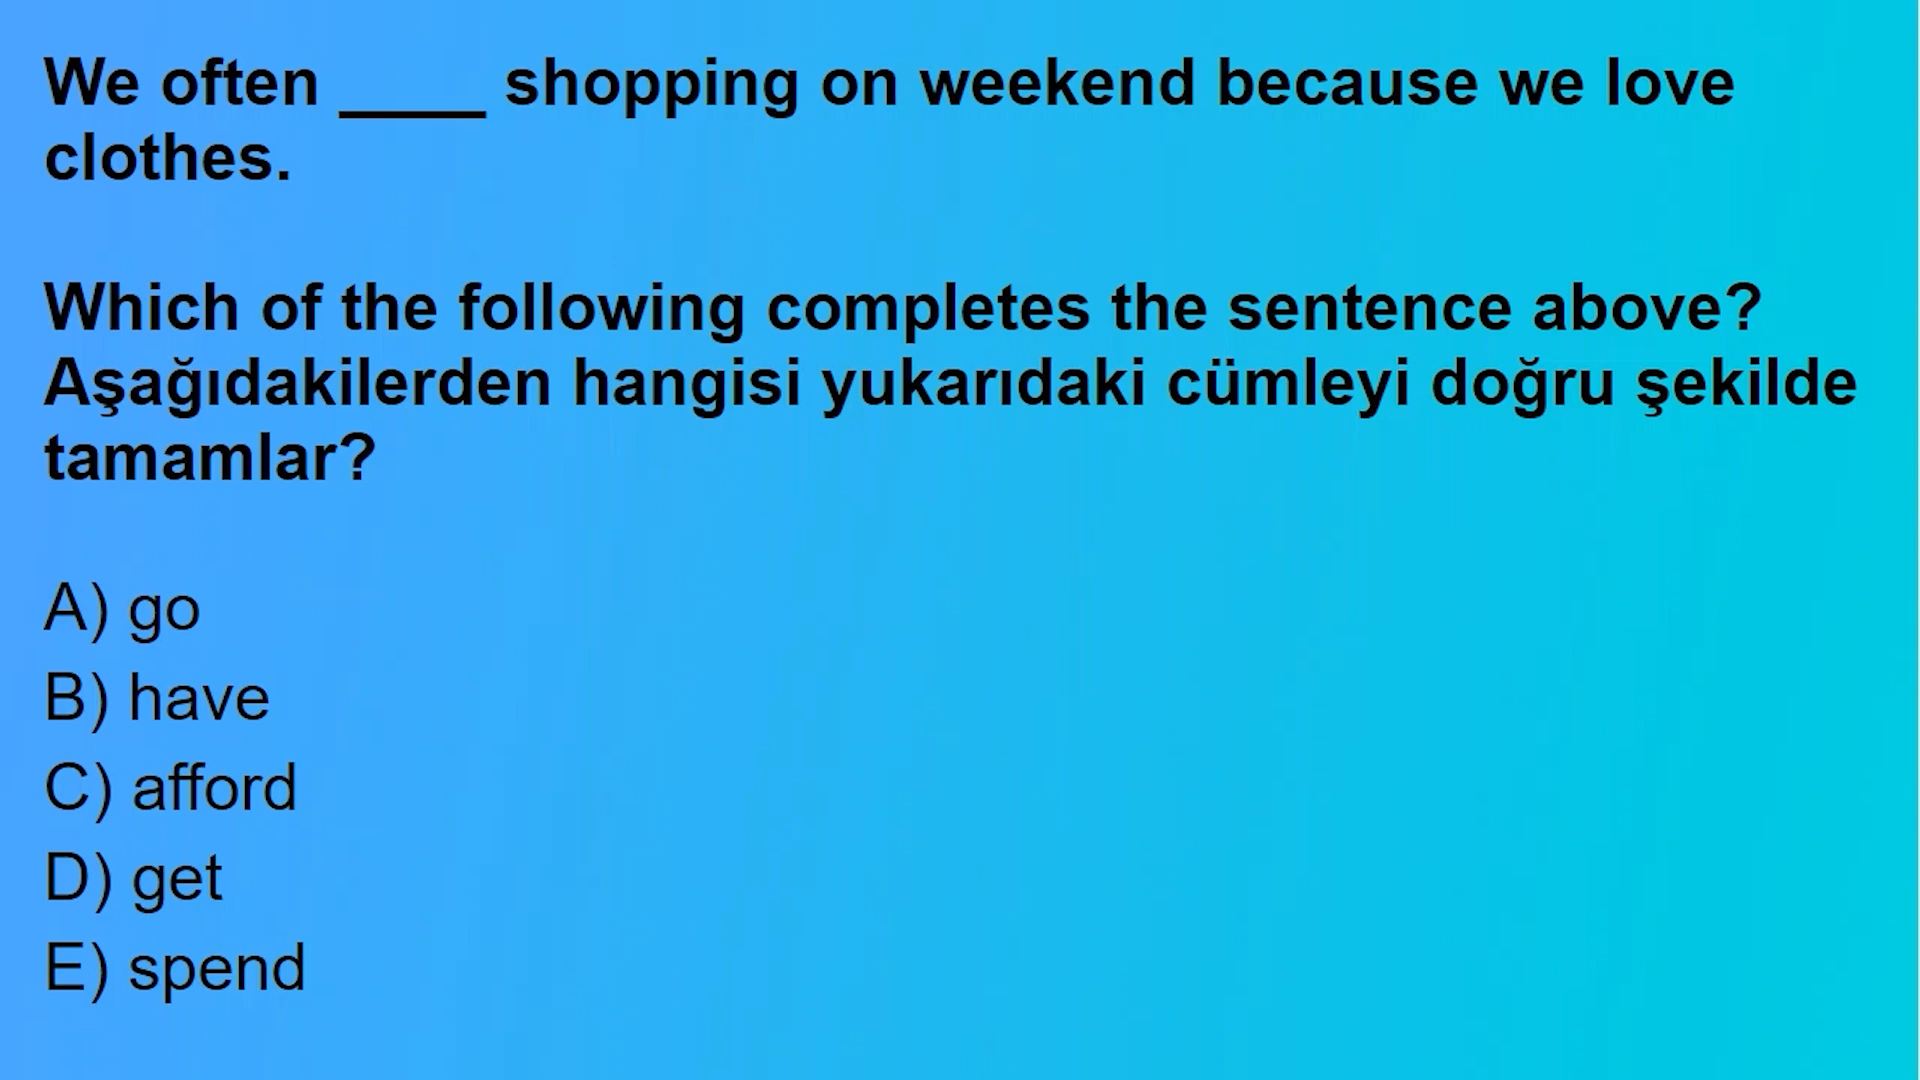 We often ____ shopping on weekend because we love
clothes.
Which of the following completes the sentence above?
Aşağıdakilerden hangisi yukarıdaki cümleyi doğru şekilde
tamamlar?
A) go
B) have
C) afford
D) get
E) spend